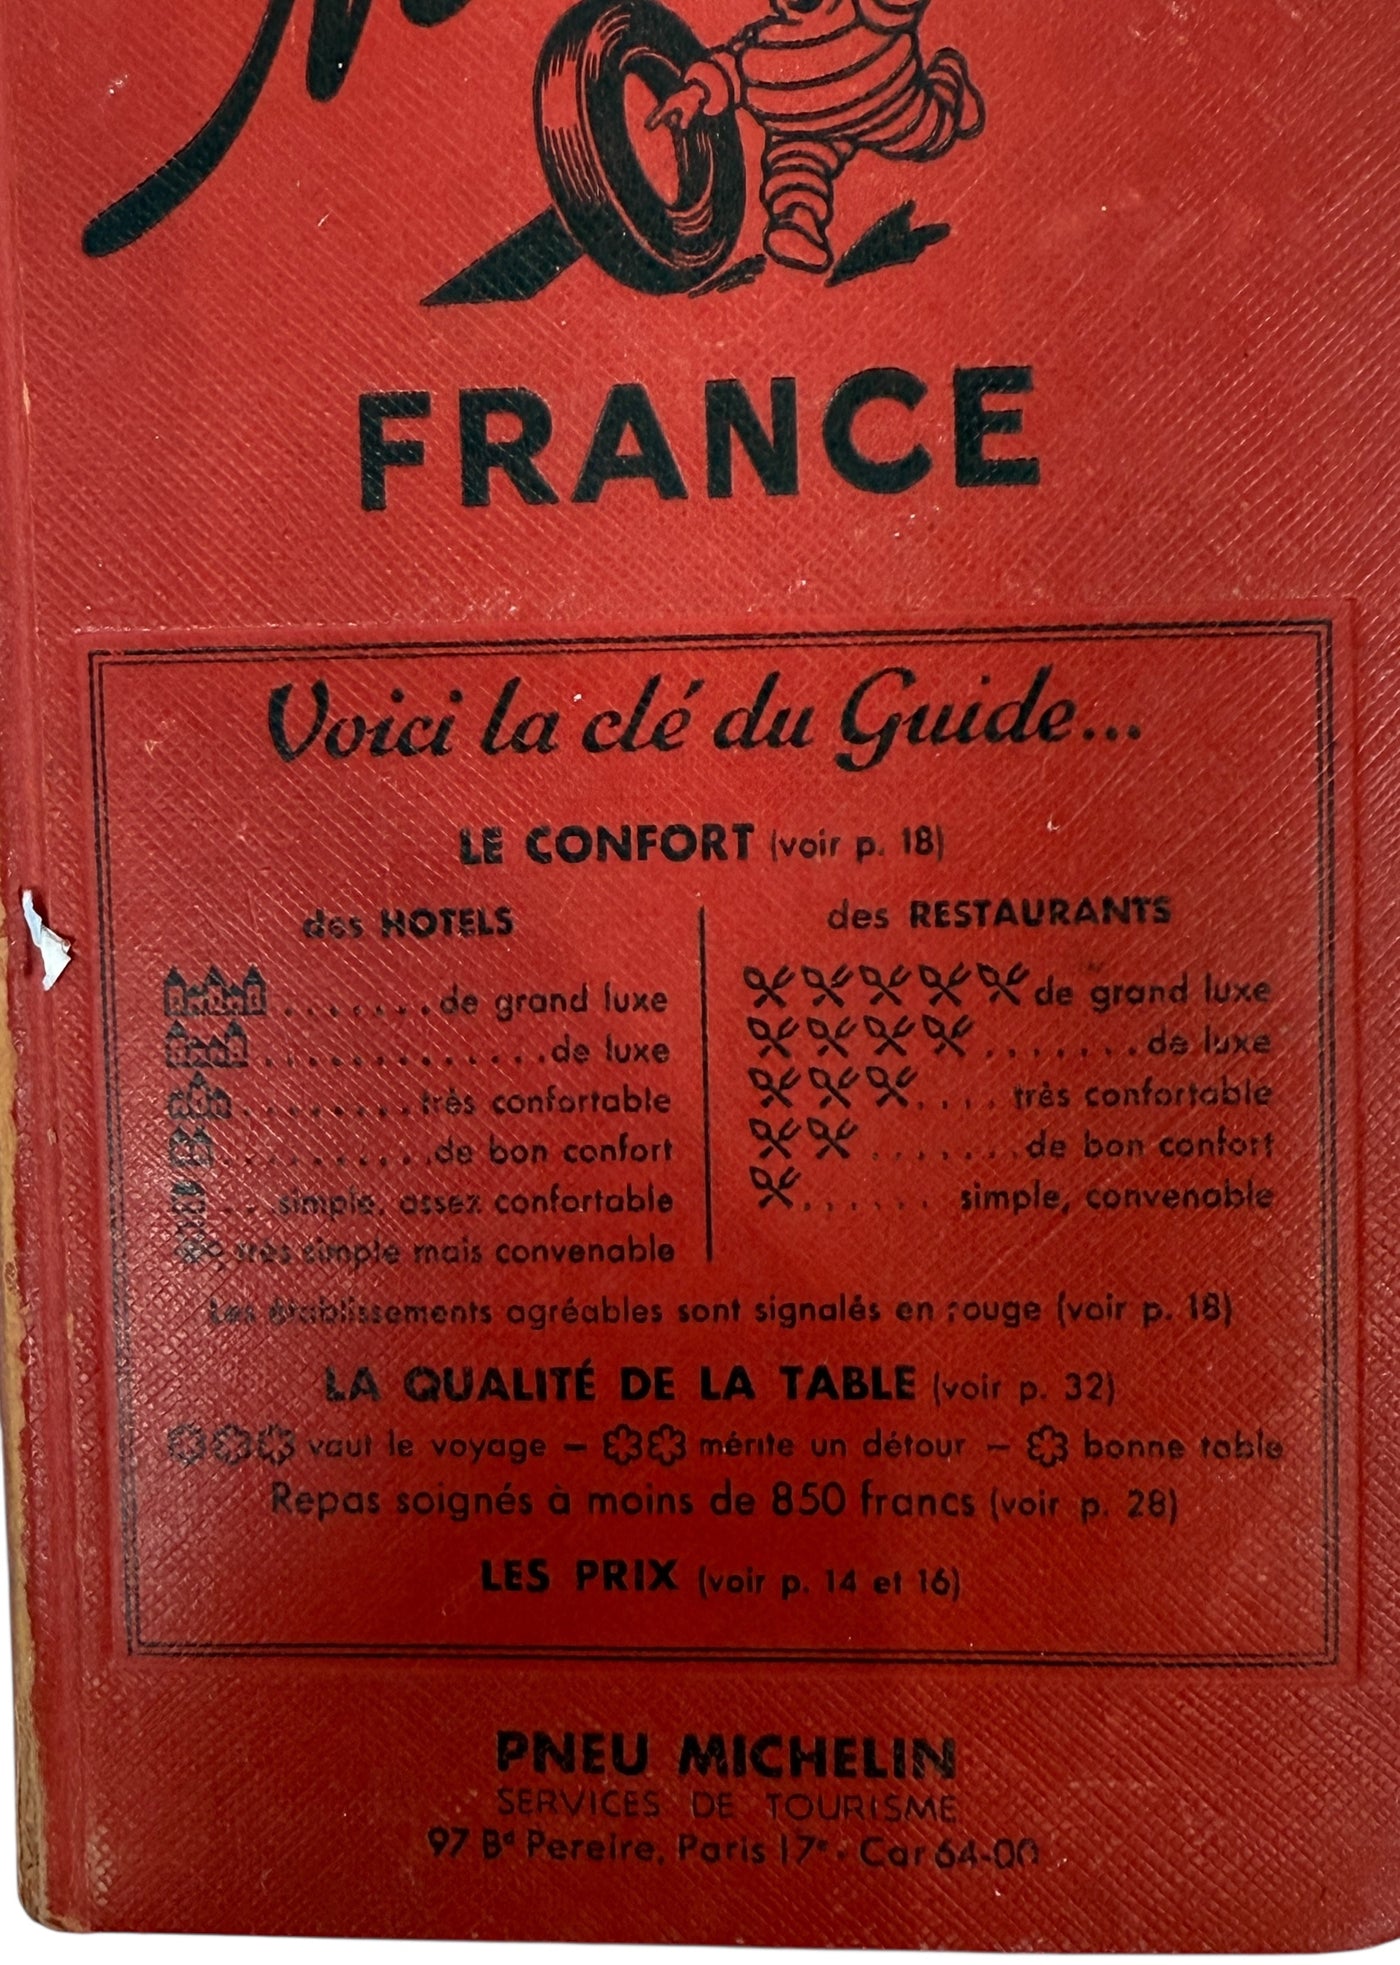 FRANCE
Voici la clé du Guide...
LE CONFORT (voir p. 18)
des HOTELS
.......de grand luxe
.............de luxe
........très confortable
..........de bon confort
...simple, assez confortable
.très simple mais convenable
des RESTAURANTS
de grand luxe
.......de luxe
.... très confortable
.......de bon confort
...... simple, convenable
Les établissements agréables sont signalés en rouge (voir p. 18)
LA QUALITÉ DE LA TABLE (voir p. 32)
vaut le voyage – mérite un détour – bonne table
Repas soignés à moins de 850 francs (voir p. 28)
LES PRIX (voir p. 14 et 16)
PNEU MICHELIN
SERVICES DE TOURISME
97 Bd Pereire, Paris 17e - Car 64-00